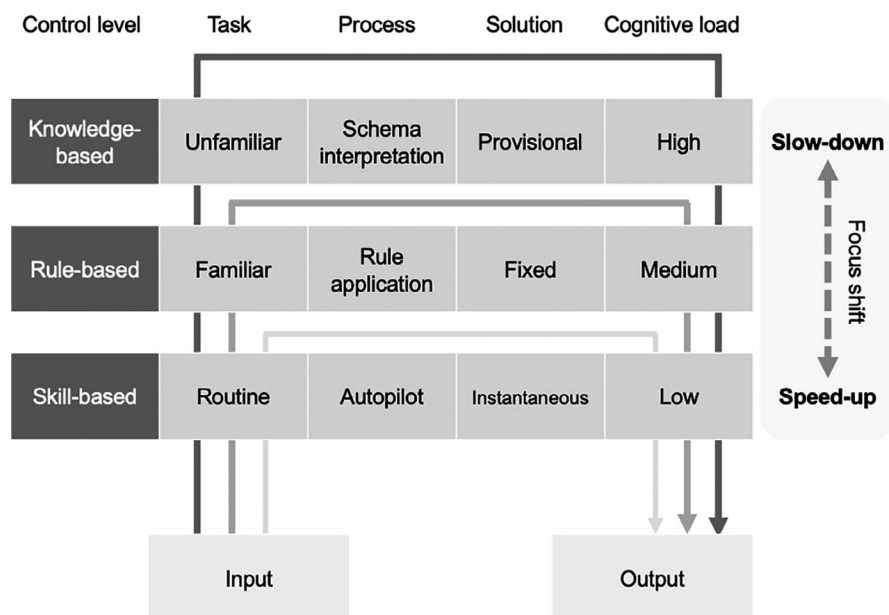 Control level Task Process Solution Cognitive load
Knowledge-
based
Unfamiliar
Schema
interpretation
Provisional
High
Slow-down
Focus shift
Rule-based
Familiar
Rule
application
Fixed
Medium
Skill-based
Routine
Autopilot
Instantaneous
Low
Speed-up
Input
Output